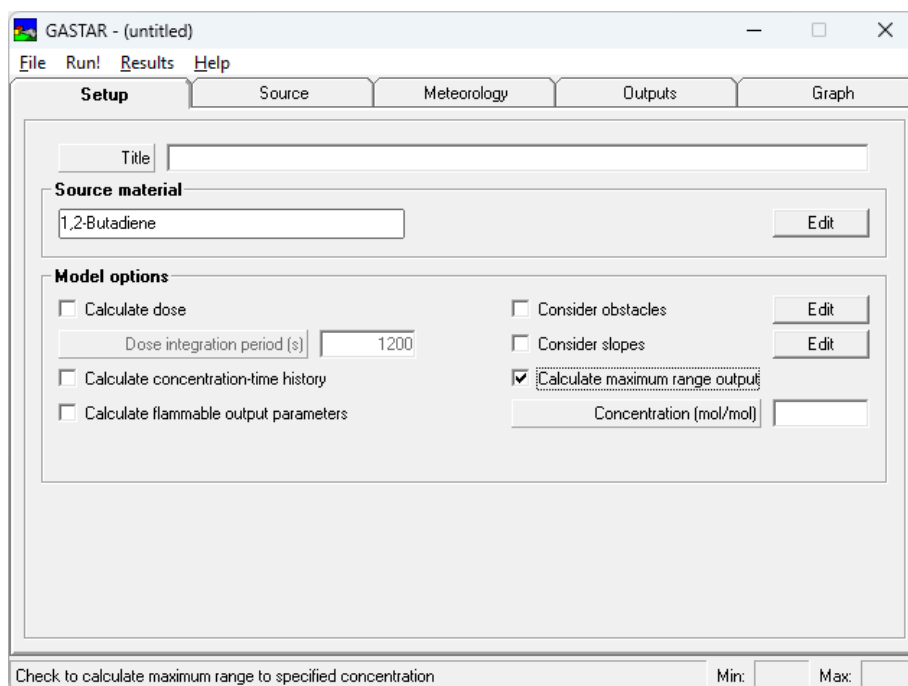 GASTAR - (untitled)
File Run! Results Help
Setup Source Meteorology Outputs Graph
Title
Source material
1,2-Butadiene Edit
Model options
Calculate dose Consider obstacles Edit
Dose integration period (s) 1200 Consider slopes Edit
Calculate concentration-time history Calculate maximum range output
Calculate flammable output parameters Concentration (mol/mol)
Check to calculate maximum range to specified concentration Min: Max: